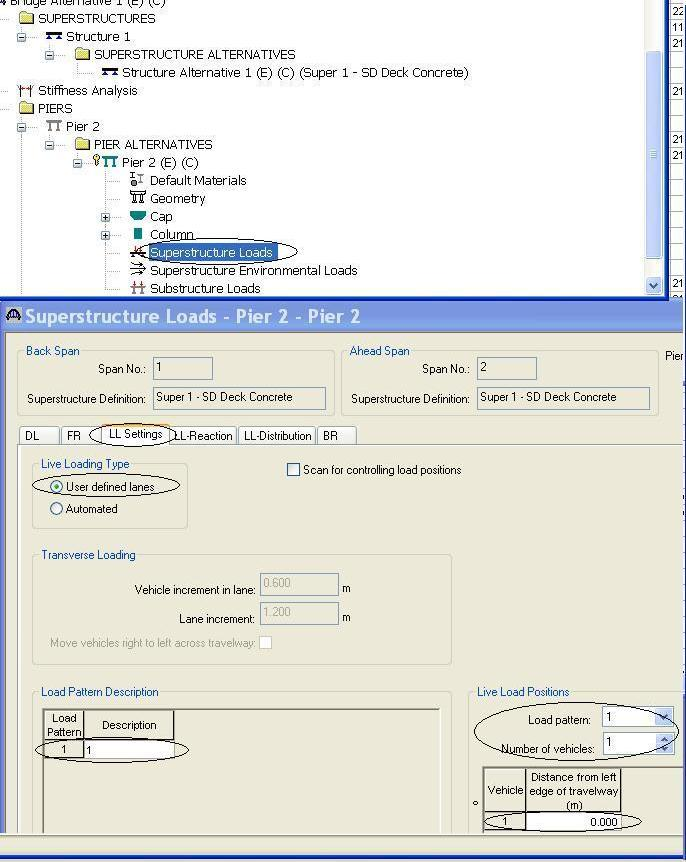 Bridge Alternative 1 (E) (C)
SUPERSTRUCTURES
Structure 1
SUPERSTRUCTURE ALTERNATIVES
Structure Alternative 1 (E) (C) (Super 1 - SD Deck Concrete)
Stiffness Analysis
PIERS
Pier 2
PIER ALTERNATIVES
Pier 2 (E) (C)
Default Materials
Geometry
Cap
Column
Superstructure Loads
Superstructure Environmental Loads
Substructure Loads
22
11
21
21
21
21
21
Superstructure Loads - Pier 2 - Pier 2
Back Span
Span No.: 1
Superstructure Definition: Super 1 - SD Deck Concrete
Ahead Span
Span No.: 2
Superstructure Definition: Super 1 - SD Deck Concrete
Pier
DL FR LL Settings LL-Reaction LL-Distribution BR
Live Loading Type
User defined lanes
Automated
Scan for controlling load positions
Transverse Loading
Vehicle increment in lane: 0.600 m
Lane increment: 1.200 m
Move vehicles right to left across travelway:
Load Pattern Description
Load Pattern Description
1 1
Live Load Positions
Load pattern: 1
Number of vehicles: 1
Vehicle Distance from left edge of travelway (m)
1 0.000